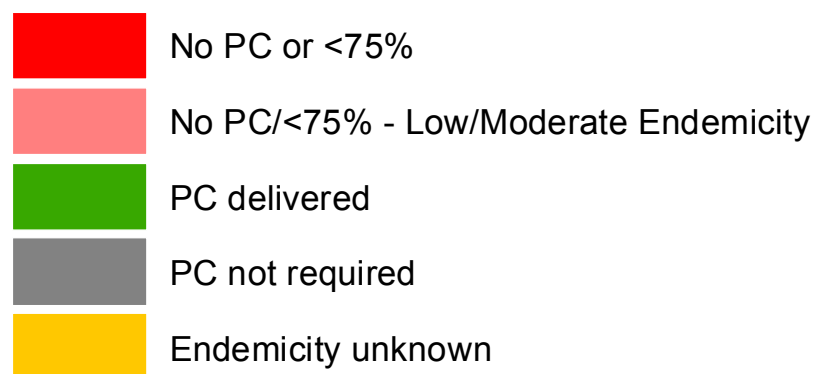 No PC or <75%
No PC/<75% - Low/Moderate Endemicity
PC delivered
PC not required
Endemicity unknown